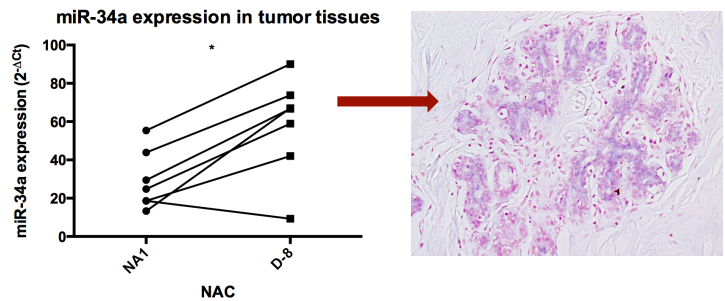 miR-34a expression in tumor tissues
miR-34a expression (2-ΔCt)
100
80
60
40
20
0
*
NA1
D-8
NAC